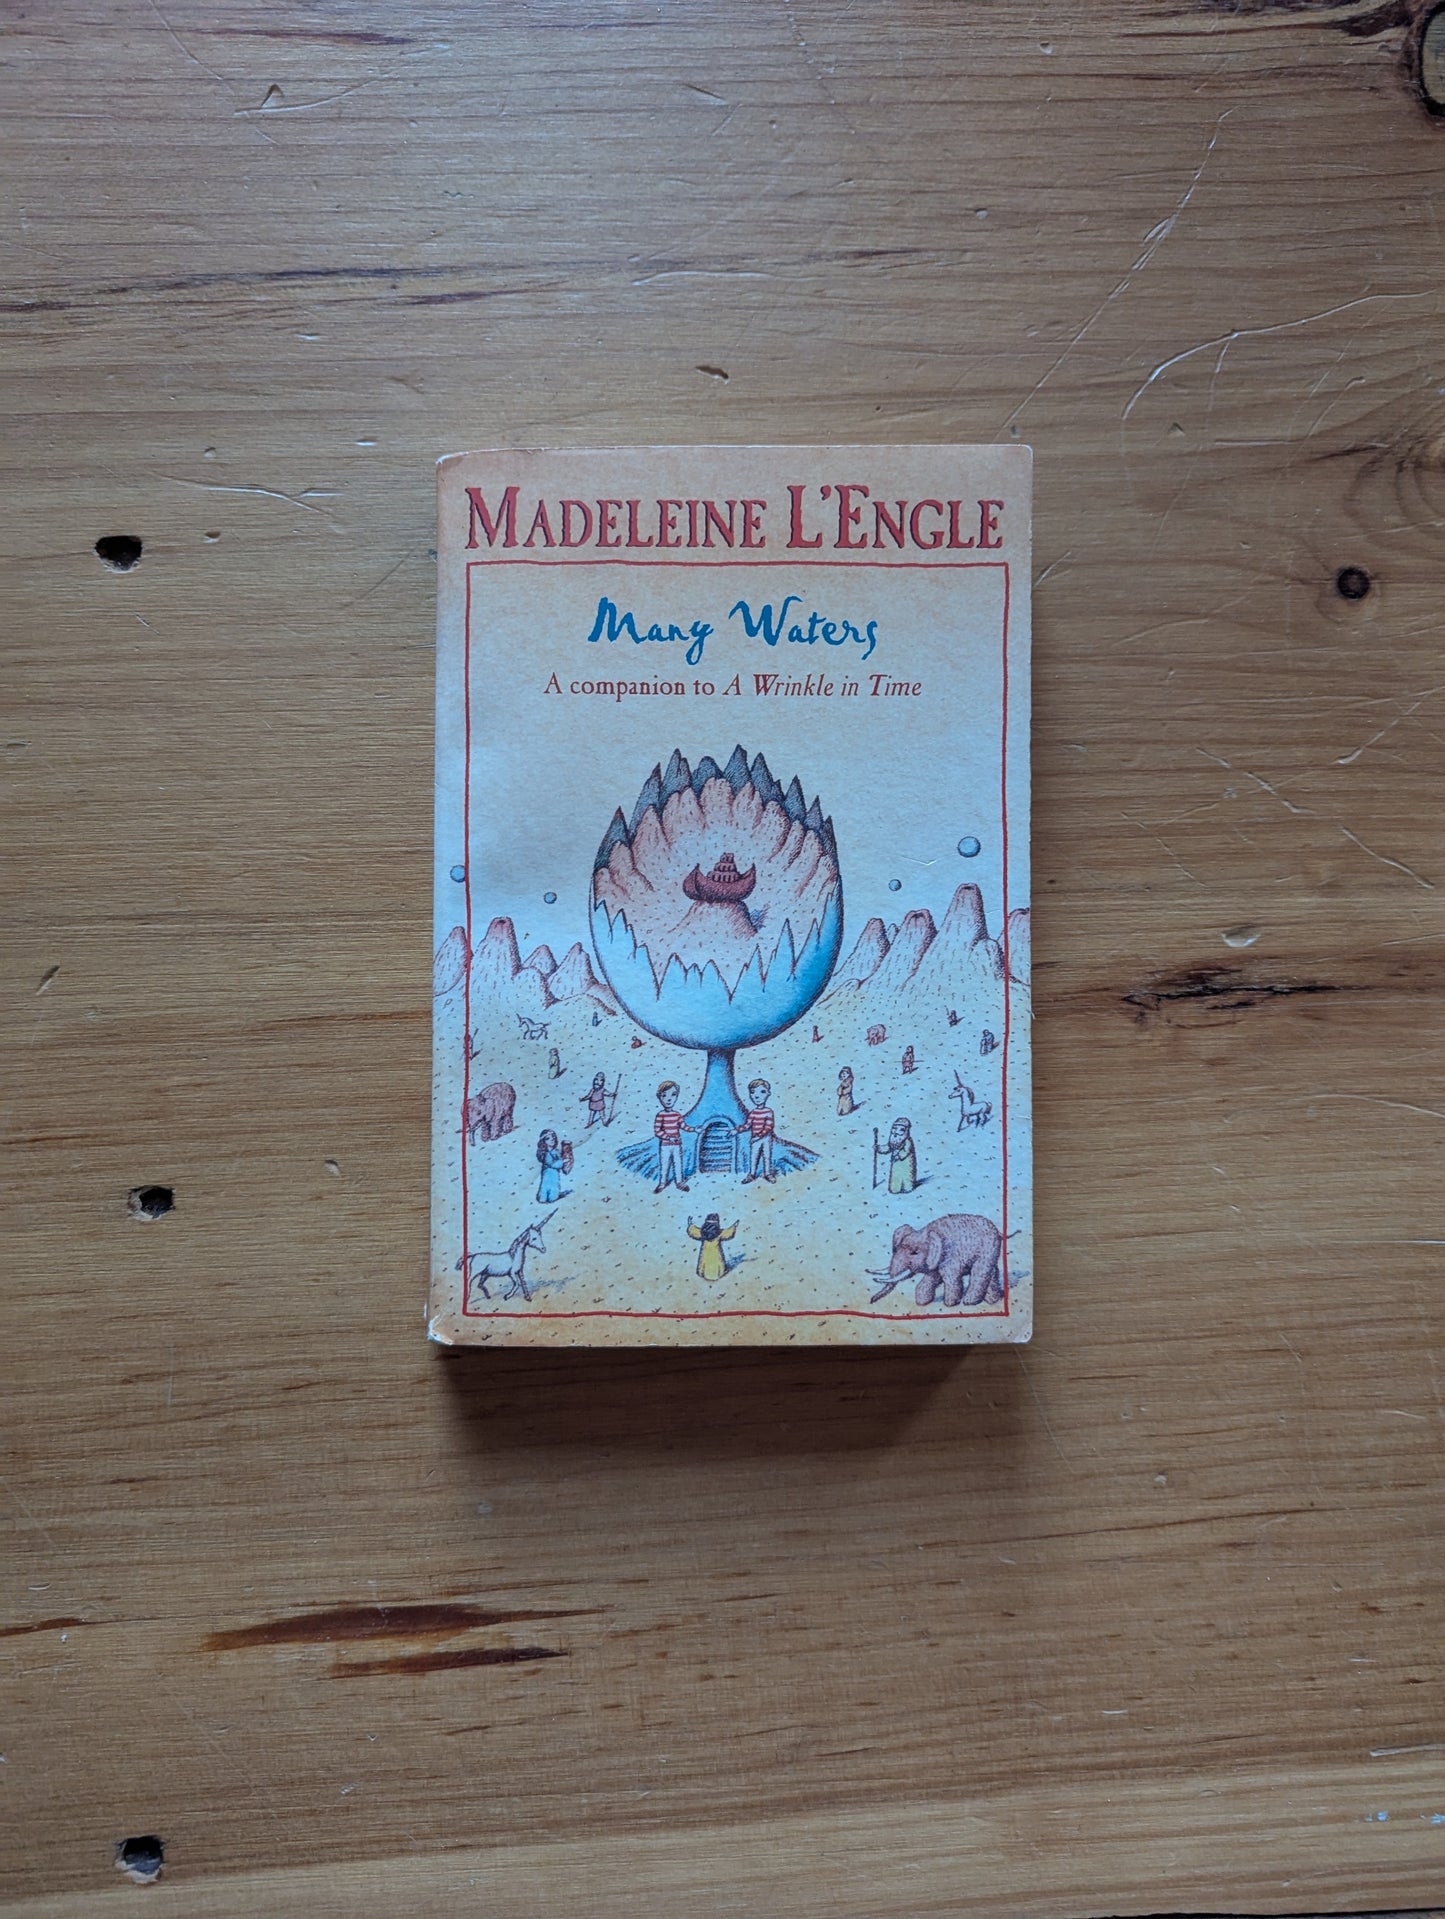 MADELEINE L'ENGLE
Many Waters
A companion to A Wrinkle in Time